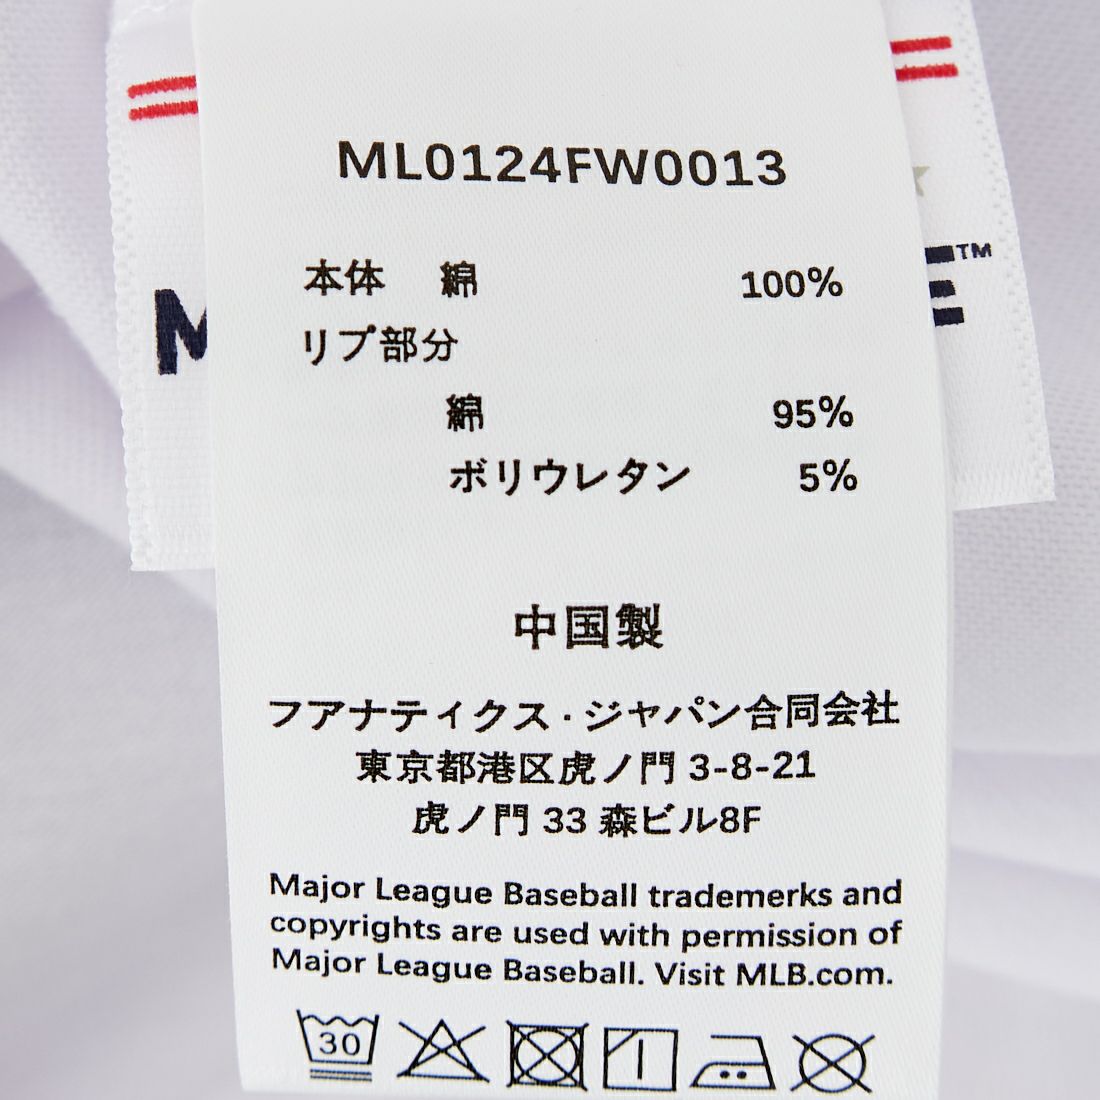 ML0124FW0013
本体 綿 100%
リブ部分
綿 95%
ポリウレタン 5%
中国製
フアナティクス・ジャパン合同会社
東京都港区虎ノ門 3-8-21
虎ノ門 33 森ビル8F
Major League Baseball trademerks and
copyrights are used with permission of
Major League Baseball. Visit MLB.com.
30
M
E™